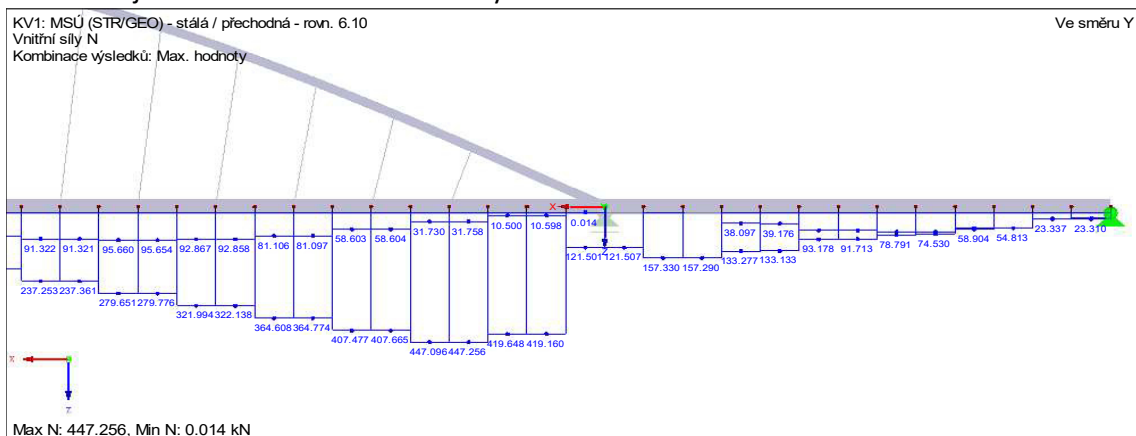 KV1: MSÚ (STR/GEO) - stálá / přechodná - rovn. 6.10
Ve směru Y
Vnitřní síly N
Kombinace výsledků: Max. hodnoty
X
0.014
Z
10.500 10.598
31.730 31.758
38.097 39.176
23.337 23.310
58.603 58.604
58.904 54.813
91.322 91.321 95.660 95.654 92.867 92.858 81.106 81.097
93.178 91.713 78.791 74.530
121.501 121.507
133.277 133.133
157.330 157.290
237.253 237.361
279.651 279.776
321.994 322.138
364.608 364.774
407.477 407.665
419.648 419.160
447.096 447.256
X
Z
Max N: 447.256, Min N: 0.014 kN